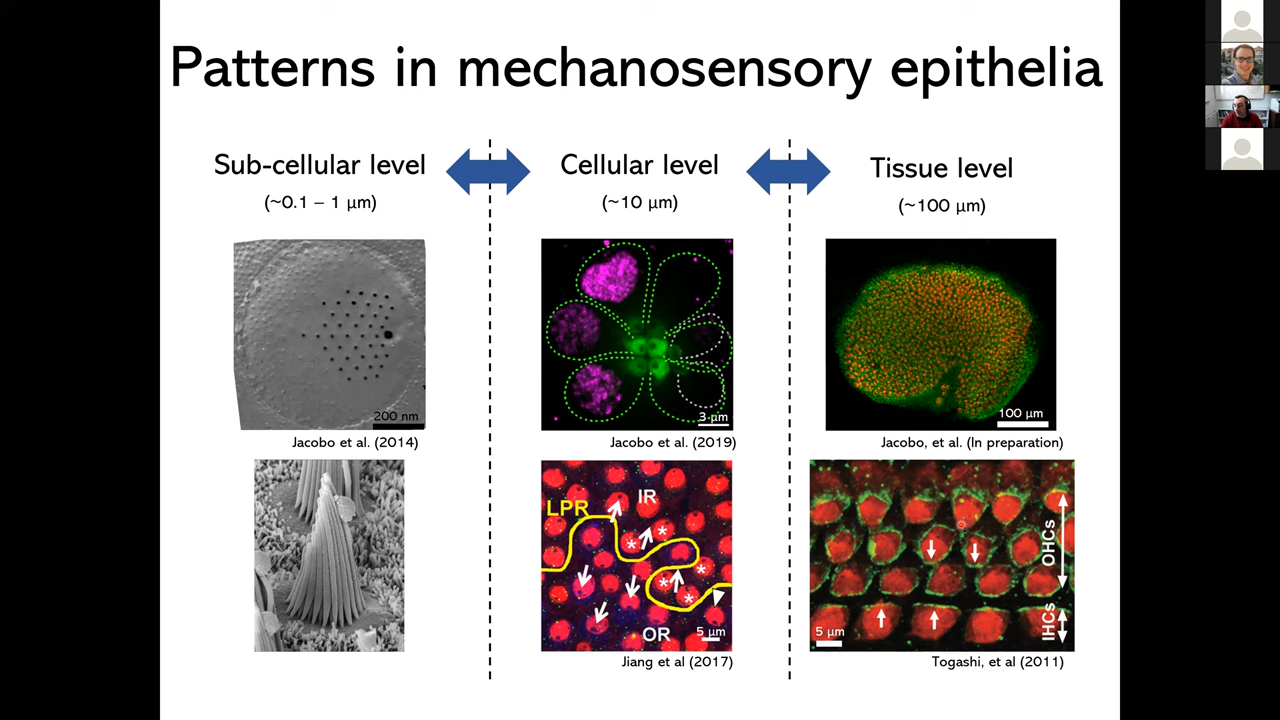 Patterns in mechanosensory epithelia
Sub-cellular level
(~0.1 – 1 µm)
Cellular level
(~10 µm)
Tissue level
(~100 µm)
200 nm
Jacobo et al. (2014)
3 µm
Jacobo et al. (2019)
100 µm
Jacobo, et al. (In preparation)
LPR
IR
*
*
*
*
*
OR
5 µm
Jiang et al (2017)
OHCs
IHCs
5 µm
Togashi, et al (2011)